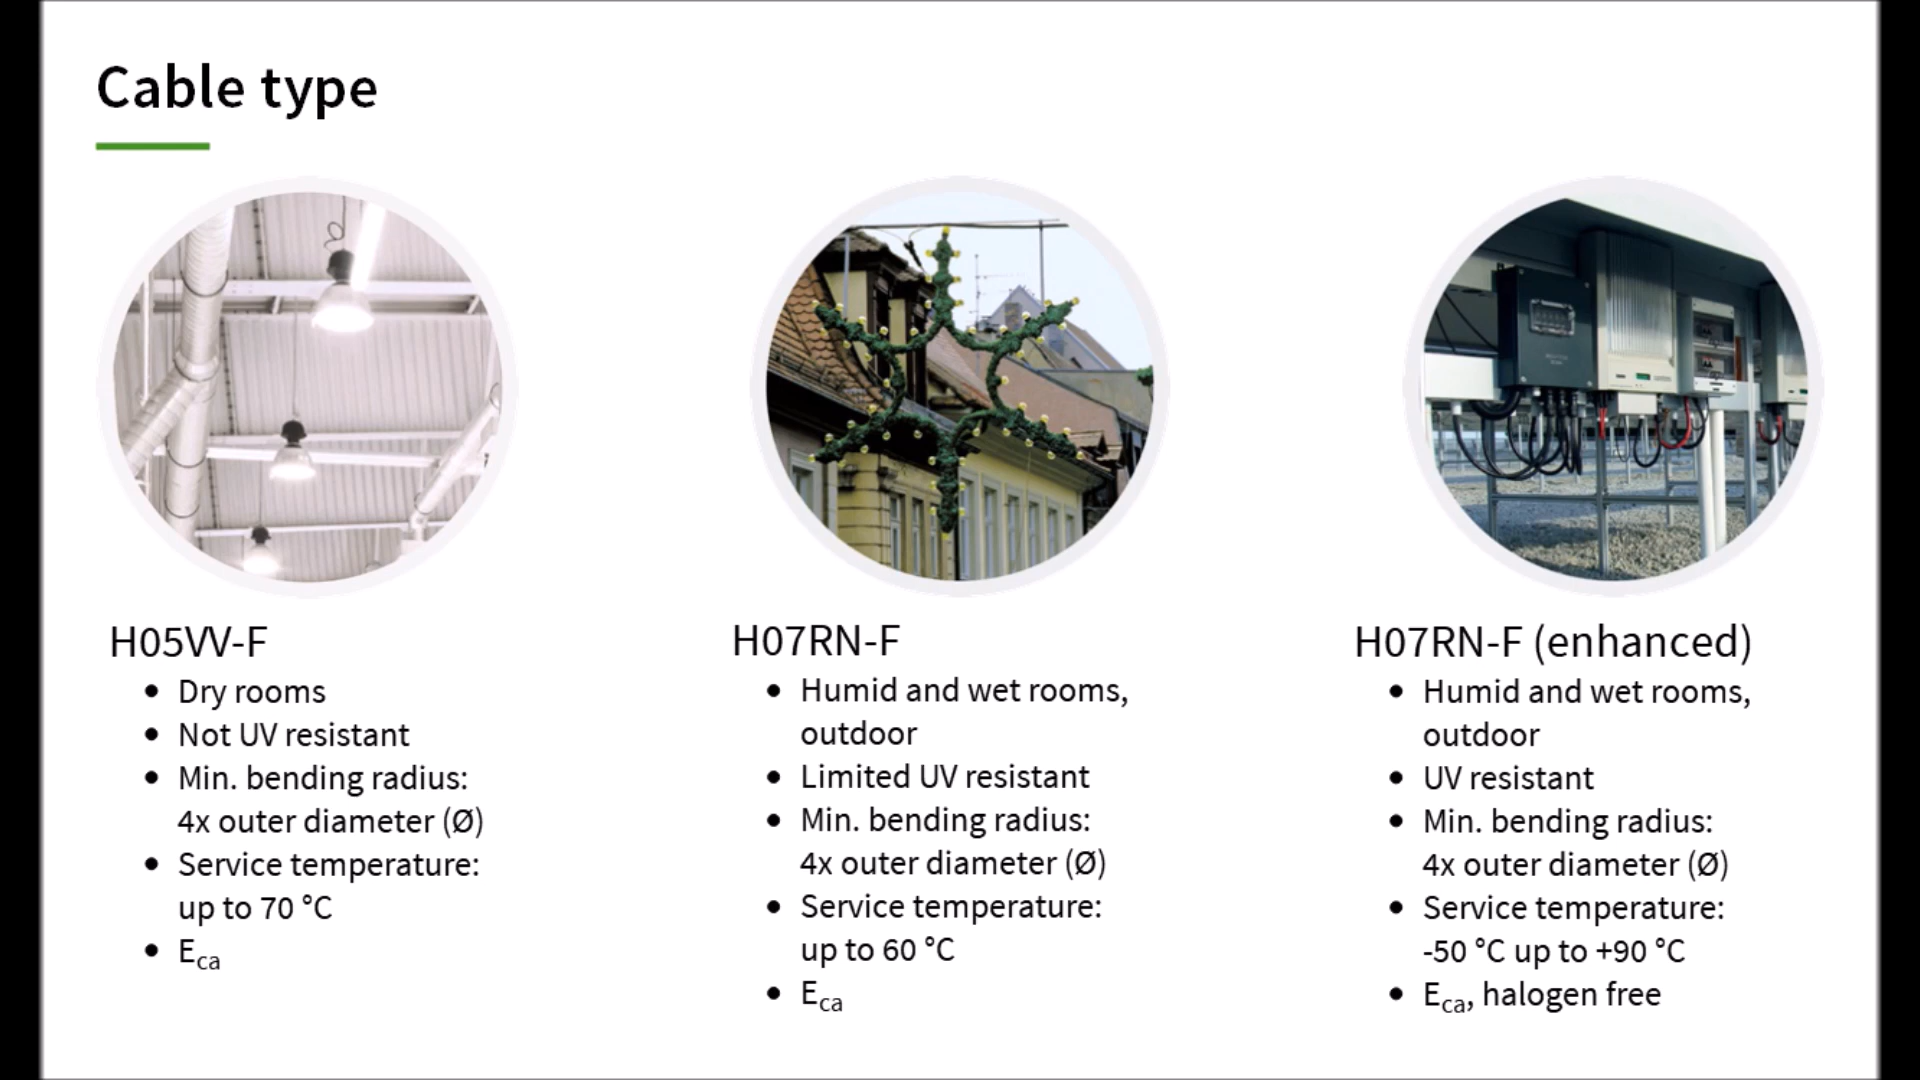 Cable type
H05VV-F
• Dry rooms
• Not UV resistant
• Min. bending radius:
4x outer diameter (Ø)
• Service temperature:
up to 70 °C
• Eca
H07RN-F
• Humid and wet rooms,
outdoor
• Limited UV resistant
• Min. bending radius:
4x outer diameter (Ø)
• Service temperature:
up to 60 °C
• Eca
H07RN-F (enhanced)
• Humid and wet rooms,
outdoor
• UV resistant
• Min. bending radius:
4x outer diameter (Ø)
• Service temperature:
-50 °C up to +90 °C
• Eca, halogen free